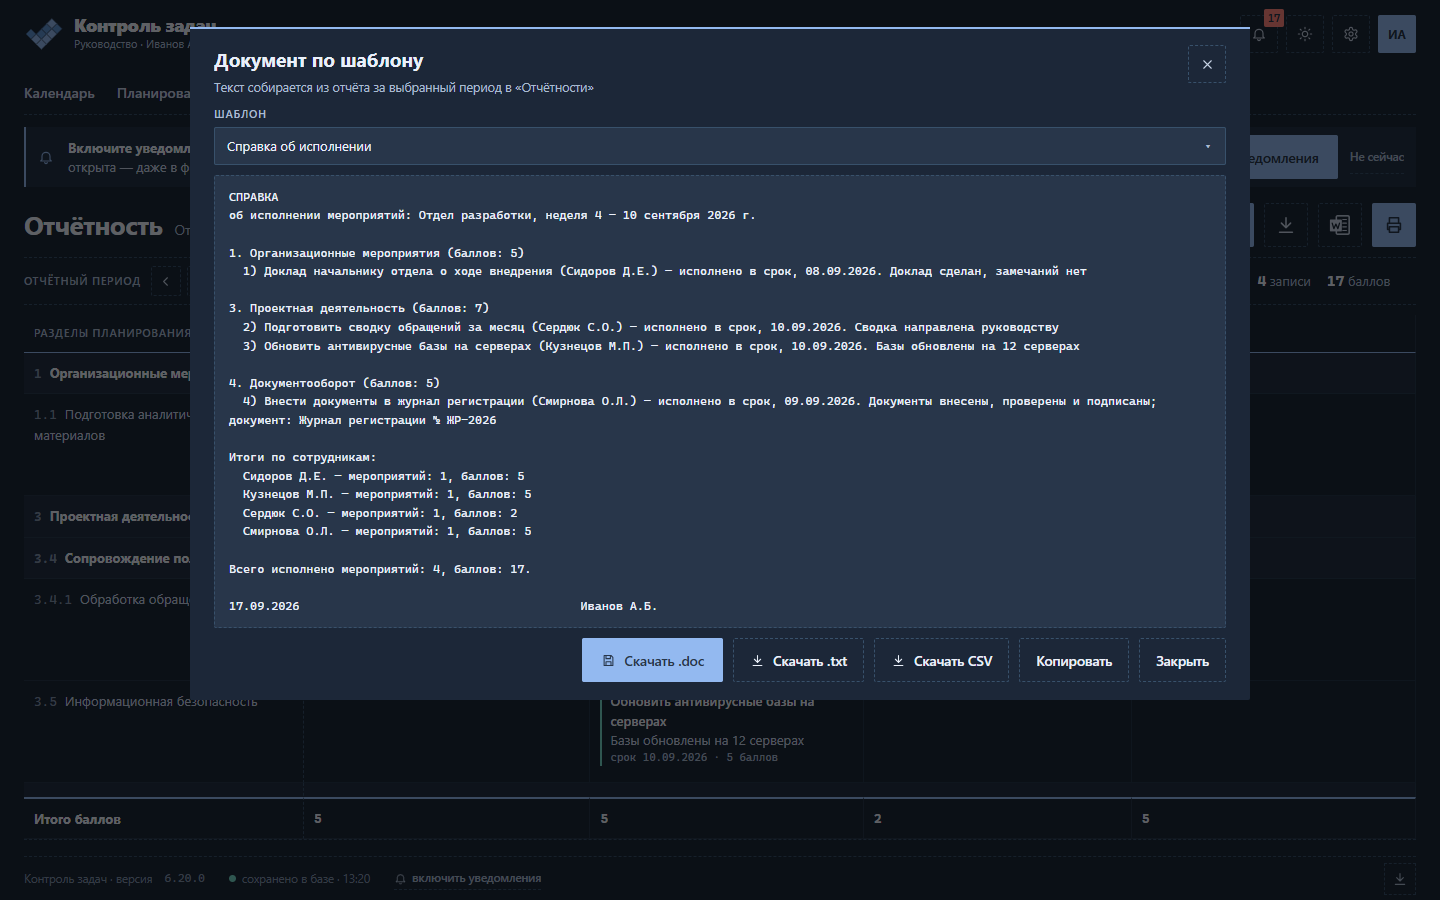 Контроль задач
Руководство · Иванов А
17
ИА
Календарь Планирова
Включите уведомл
открыта — даже в ф
едомления
Не сейчас
Отчётность От
ОТЧЁТНЫЙ ПЕРИОД
4 записи 17 баллов
РАЗДЕЛЫ ПЛАНИРОВАНИЯ
1 Организационные мер
1.1 Подготовка аналитич
материалов
3 Проектная деятельнос
3.4 Сопровождение по
3.4.1 Обработка обращ
3.5 Информационная безопасность
Документ по шаблону
Текст собирается из отчёта за выбранный период в «Отчётности»
ШАБЛОН
Справка об исполнении
СПРАВКА
об исполнении мероприятий: Отдел разработки, неделя 4 — 10 сентября 2026 г.
1. Организационные мероприятия (баллов: 5)
1) Доклад начальнику отдела о ходе внедрения (Сидоров Д.Е.) — исполнено в срок, 08.09.2026. Доклад сделан, замечаний нет
3. Проектная деятельность (баллов: 7)
2) Подготовить сводку обращений за месяц (Сердюк С.О.) — исполнено в срок, 10.09.2026. Сводка направлена руководству
3) Обновить антивирусные базы на серверах (Кузнецов М.П.) — исполнено в срок, 10.09.2026. Базы обновлены на 12 серверах
4. Документооборот (баллов: 5)
4) Внести документы в журнал регистрации (Смирнова О.Л.) — исполнено в срок, 09.09.2026. Документы внесены, проверены и подписаны;
документ: Журнал регистрации № ЖР-2026
Итоги по сотрудникам:
Сидоров Д.Е. — мероприятий: 1, баллов: 5
Кузнецов М.П. — мероприятий: 1, баллов: 5
Сердюк С.О. — мероприятий: 1, баллов: 2
Смирнова О.Л. — мероприятий: 1, баллов: 5
Всего исполнено мероприятий: 4, баллов: 17.
17.09.2026 Иванов А.Б.
Скачать .doc Скачать .txt Скачать CSV Копировать Закрыть
Обновить антивирусные базы на
серверах
Базы обновлены на 12 серверах
срок 10.09.2026 · 5 баллов
Итого баллов 5 5 2 5
Контроль задач · версия 6.20.0 сохранено в базе · 13:20 включить уведомления